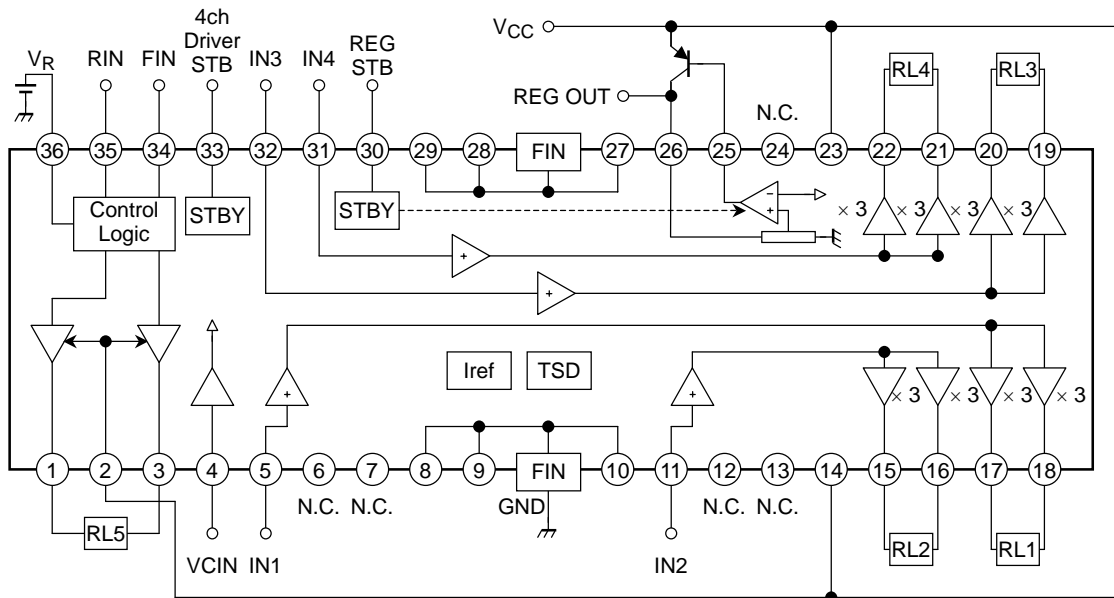 4ch
Driver
STB
VCC
VR
RIN
FIN
IN3
IN4
REG
STB
REG OUT
RL4
RL3
N.C.
36
35
34
33
32
31
30
29
28
FIN
27
26
25
24
23
22
21
20
19
Control
Logic
STBY
STBY
−
+
× 3
× 3
× 3
× 3
+
+
Iref
TSD
+
+
× 3
× 3
× 3
× 3
1
2
3
4
5
6
7
8
9
FIN
10
11
12
13
14
15
16
17
18
N.C.
N.C.
GND
N.C.
N.C.
RL5
VCIN
IN1
IN2
RL2
RL1